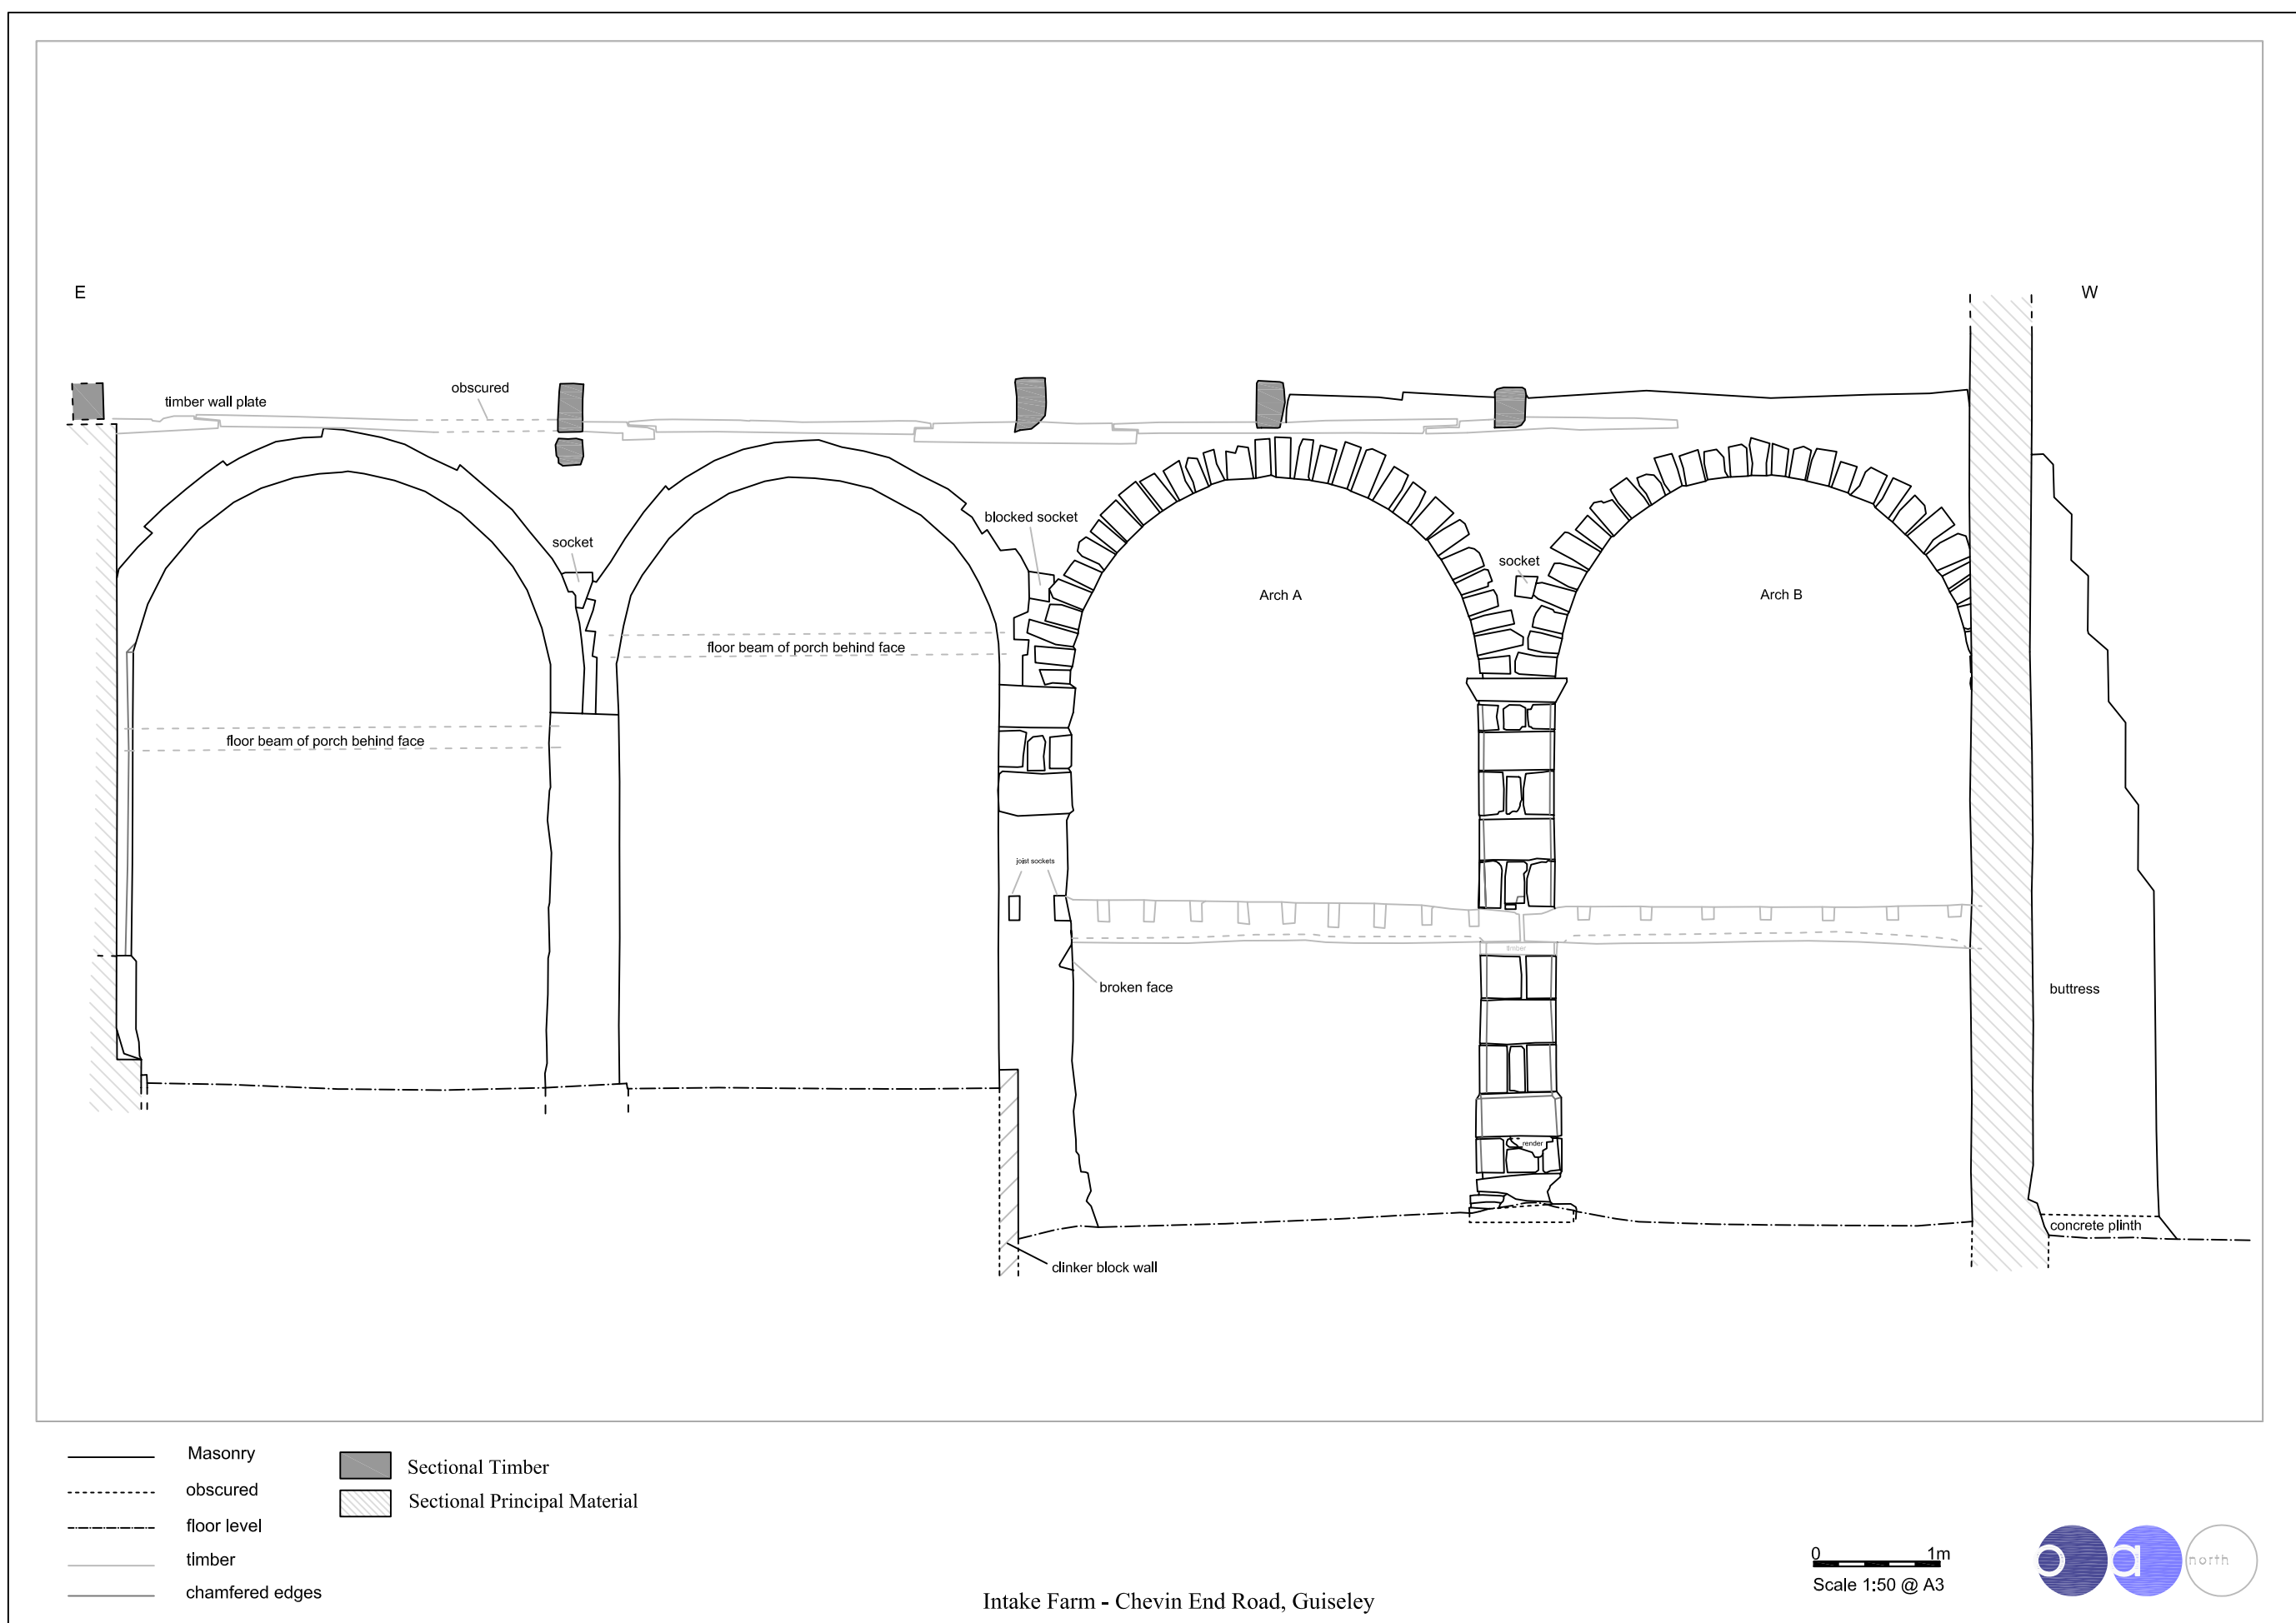 E
W
timber wall plate
obscured
socket
blocked socket
socket
Arch A
Arch B
floor beam of porch behind face
floor beam of porch behind face
joist sockets
timber
broken face
buttress
render
concrete plinth
clinker block wall
Masonry
obscured
floor level
timber
chamfered edges
Sectional Timber
Sectional Principal Material
Intake Farm - Chevin End Road, Guiseley
0 1m
Scale 1:50 @ A3
oa north